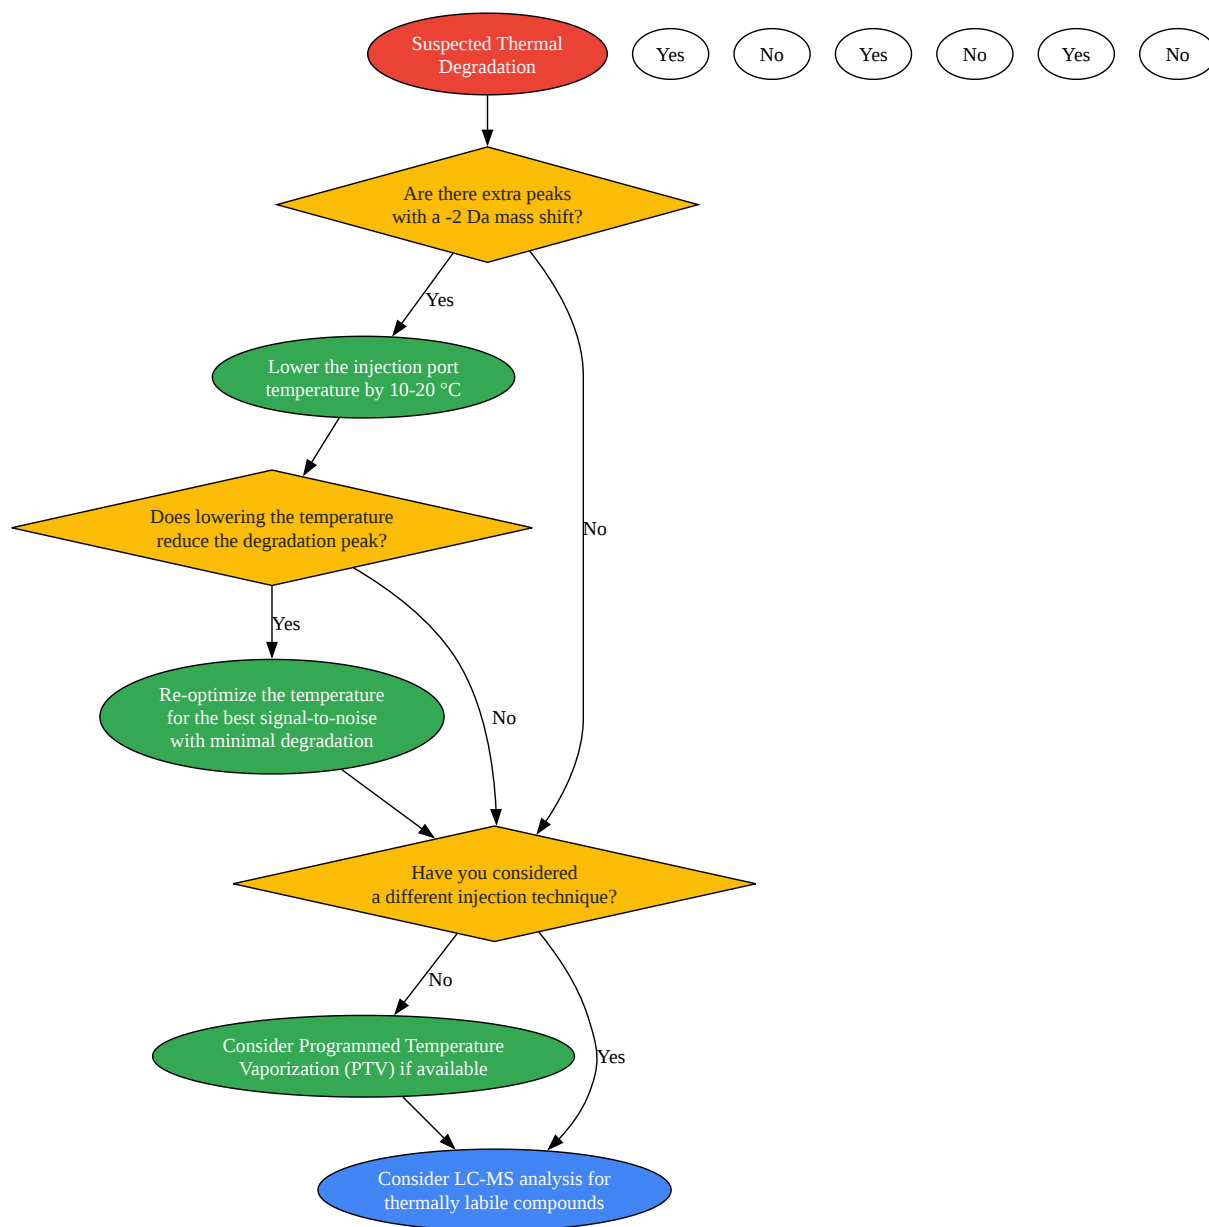 Suspected Thermal
Degradation
Yes
No
Yes
No
Yes
No
Are there extra peaks
with a -2 Da mass shift?
Yes
Lower the injection port
temperature by 10-20 °C
Does lowering the temperature
reduce the degradation peak?
No
Yes
Re-optimize the temperature
for the best signal-to-noise
with minimal degradation
No
Have you considered
a different injection technique?
No
Consider Programmed Temperature
Vaporization (PTV) if available
Yes
Consider LC-MS analysis for
thermally labile compounds